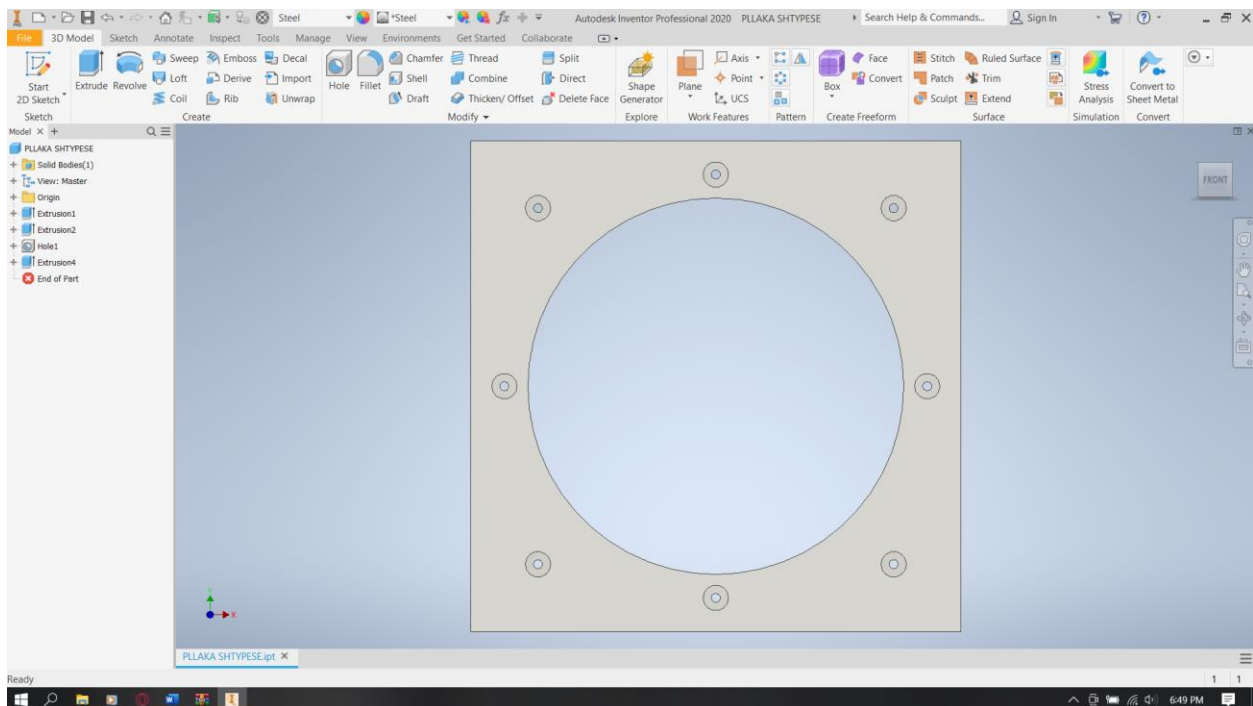 Steel *Steel fx Autodesk Inventor Professional 2020 PLLAKA SHTYPESE Search Help & Commands... Sign In
File 3D Model Sketch Annotate Inspect Tools Manage View Environments Get Started Collaborate
Sweep Emboss Decal Chamfer Thread Split Axis Face Stitch Ruled Surface
Loft Derive Import Shell Combine Direct Point Convert Patch Trim
Start 2D Sketch Extrude Revolve Coil Rib Unwrap Hole Fillet Draft Thicken/ Offset Delete Face Shape Generator Plane UCS Box Sculpt Extend Stress Analysis Convert to Sheet Metal
Sketch Create Modify Explore Work Features Pattern Create Freeform Surface Simulation Convert
Model × +
PLLAKA SHTYPESE
Solid Bodies(1)
View: Master
Origin
Extrusion1
Extrusion2
Hole1
Extrusion4
End of Part
FRONT
Y
X
PLLAKA SHTYPESE.ipt
Ready 1 1
6:49 PM